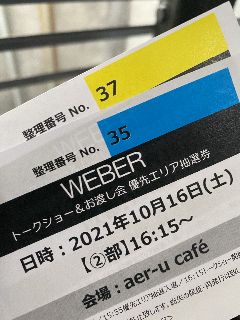 整理番号 No. 37
整理番号 No. 35
WEBER
トークショー&お渡し会 優先エリア抽選券
日時:2021年10月16日(土)
【②部】16:15〜
会場:aer-u café